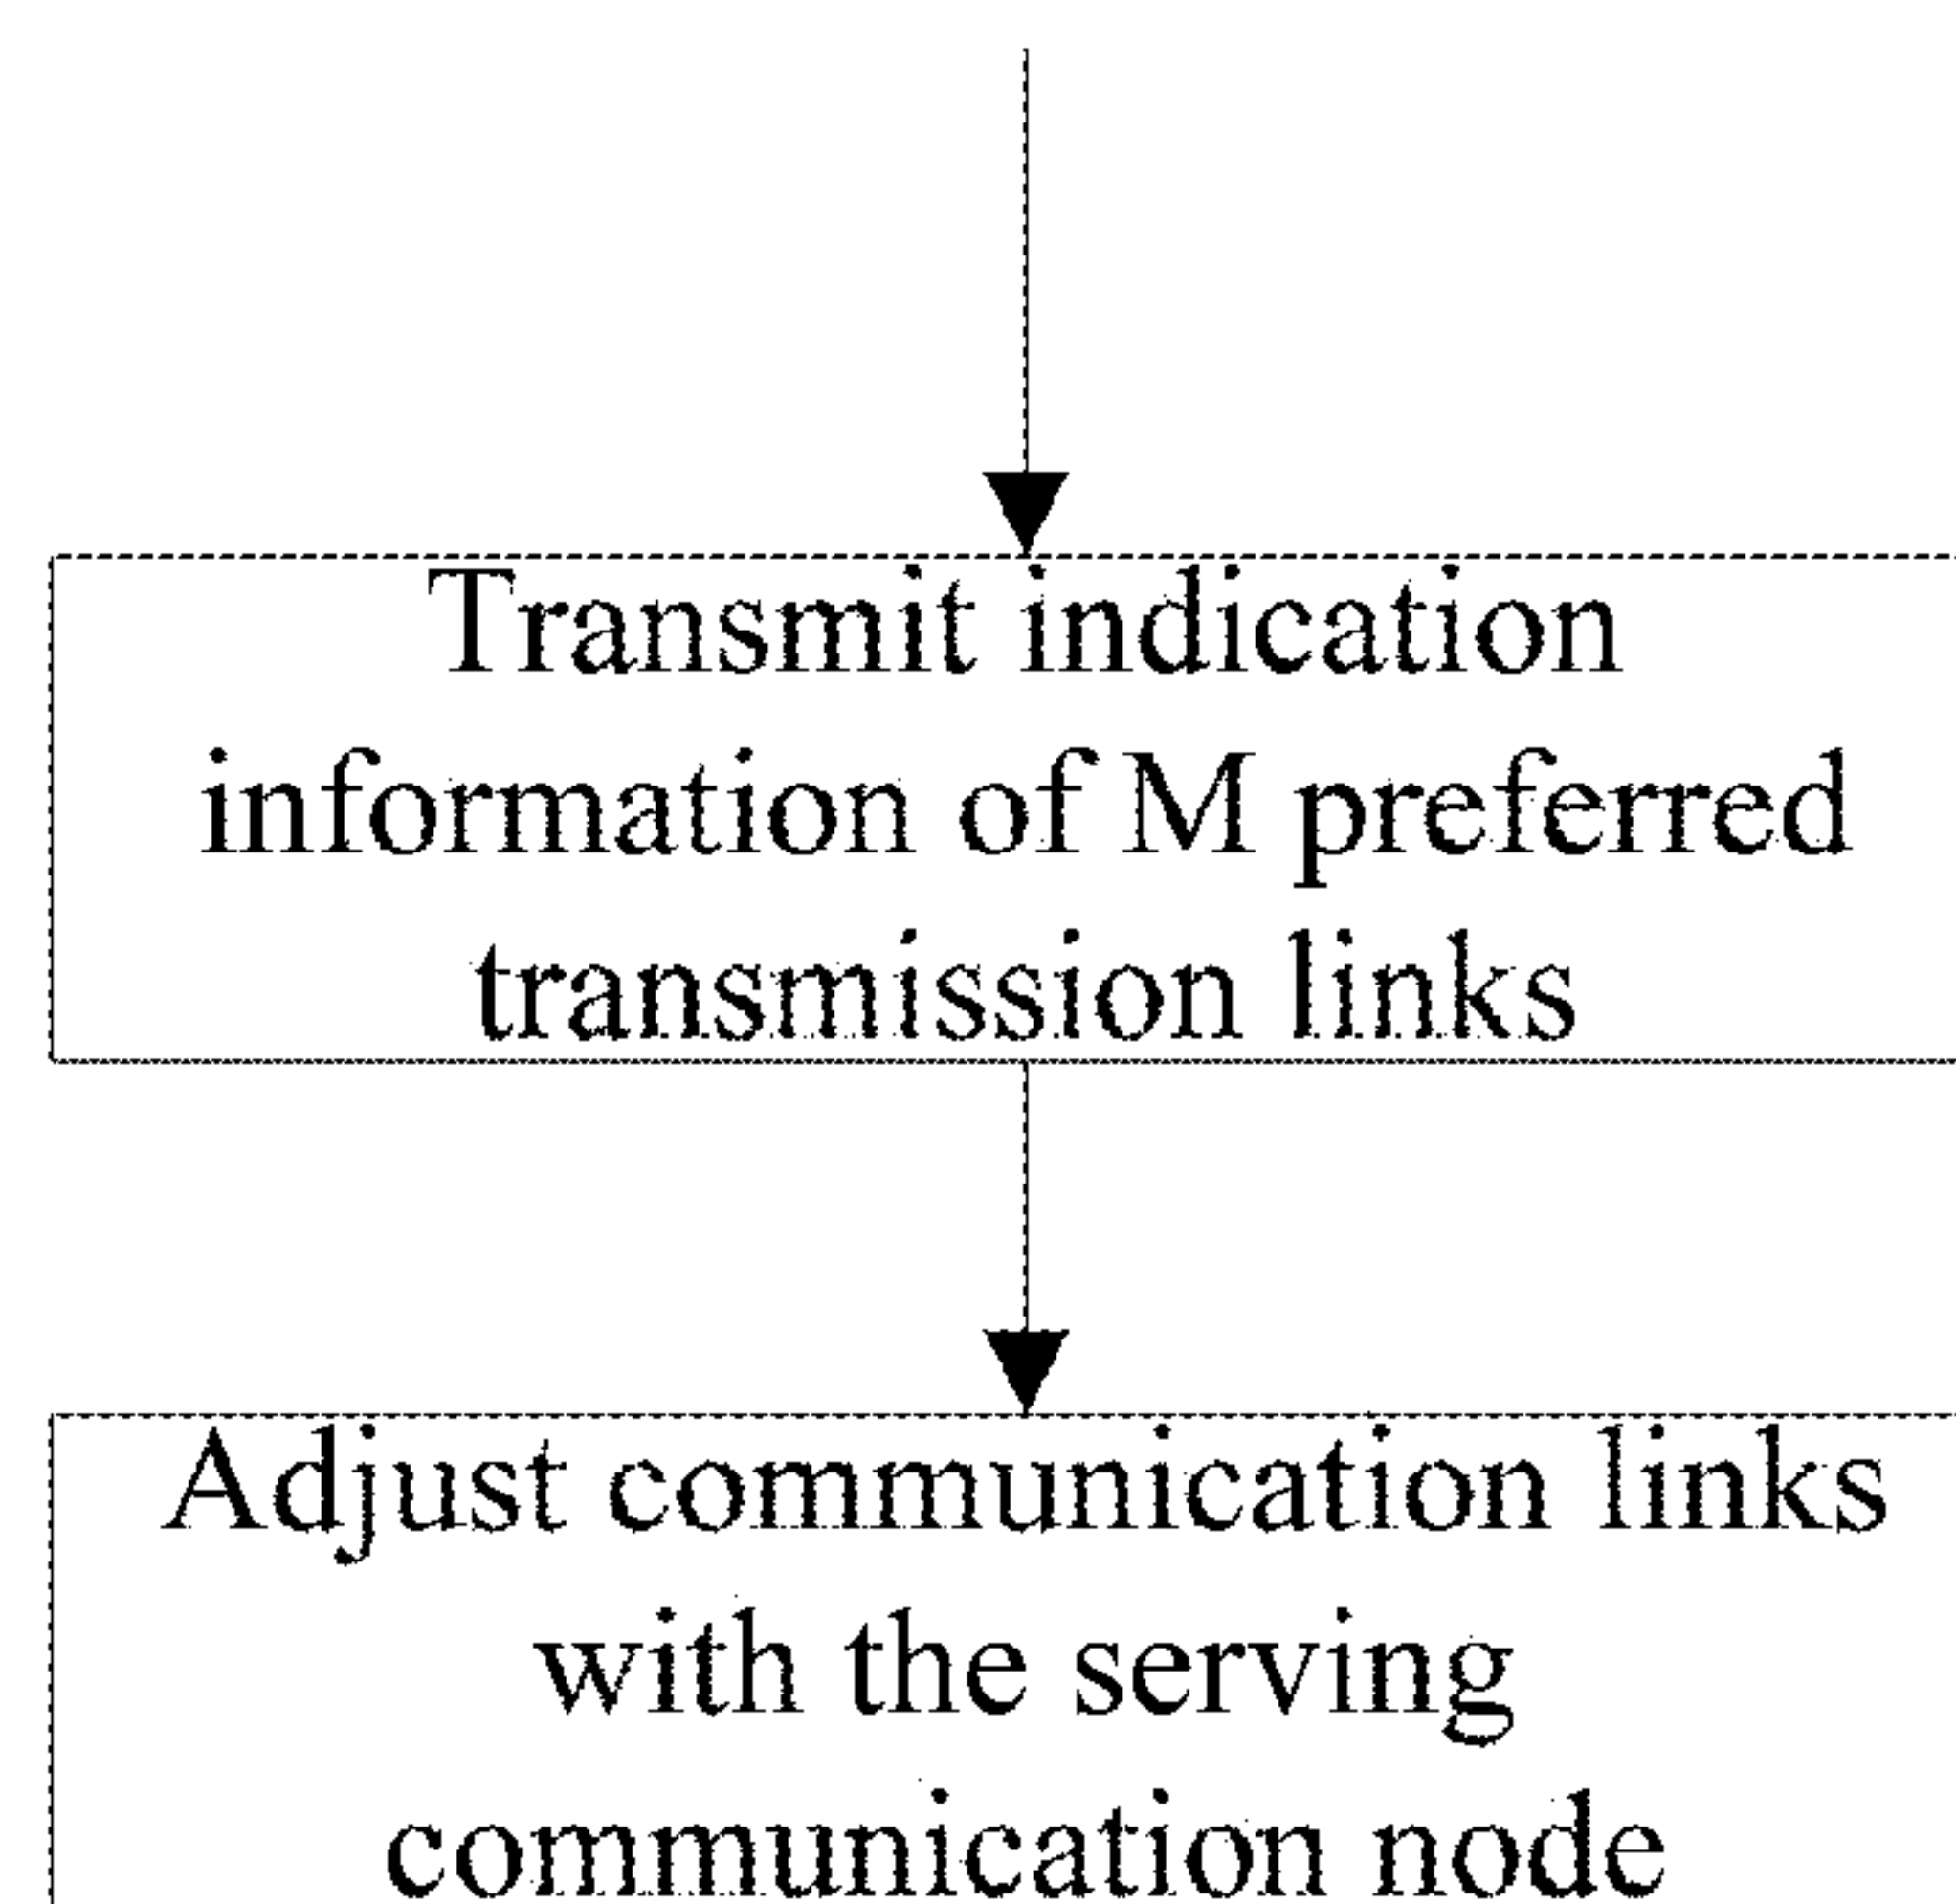 Transmit indication
information of M preferred
transmission links
Adjust communication links
with the serving
communication node